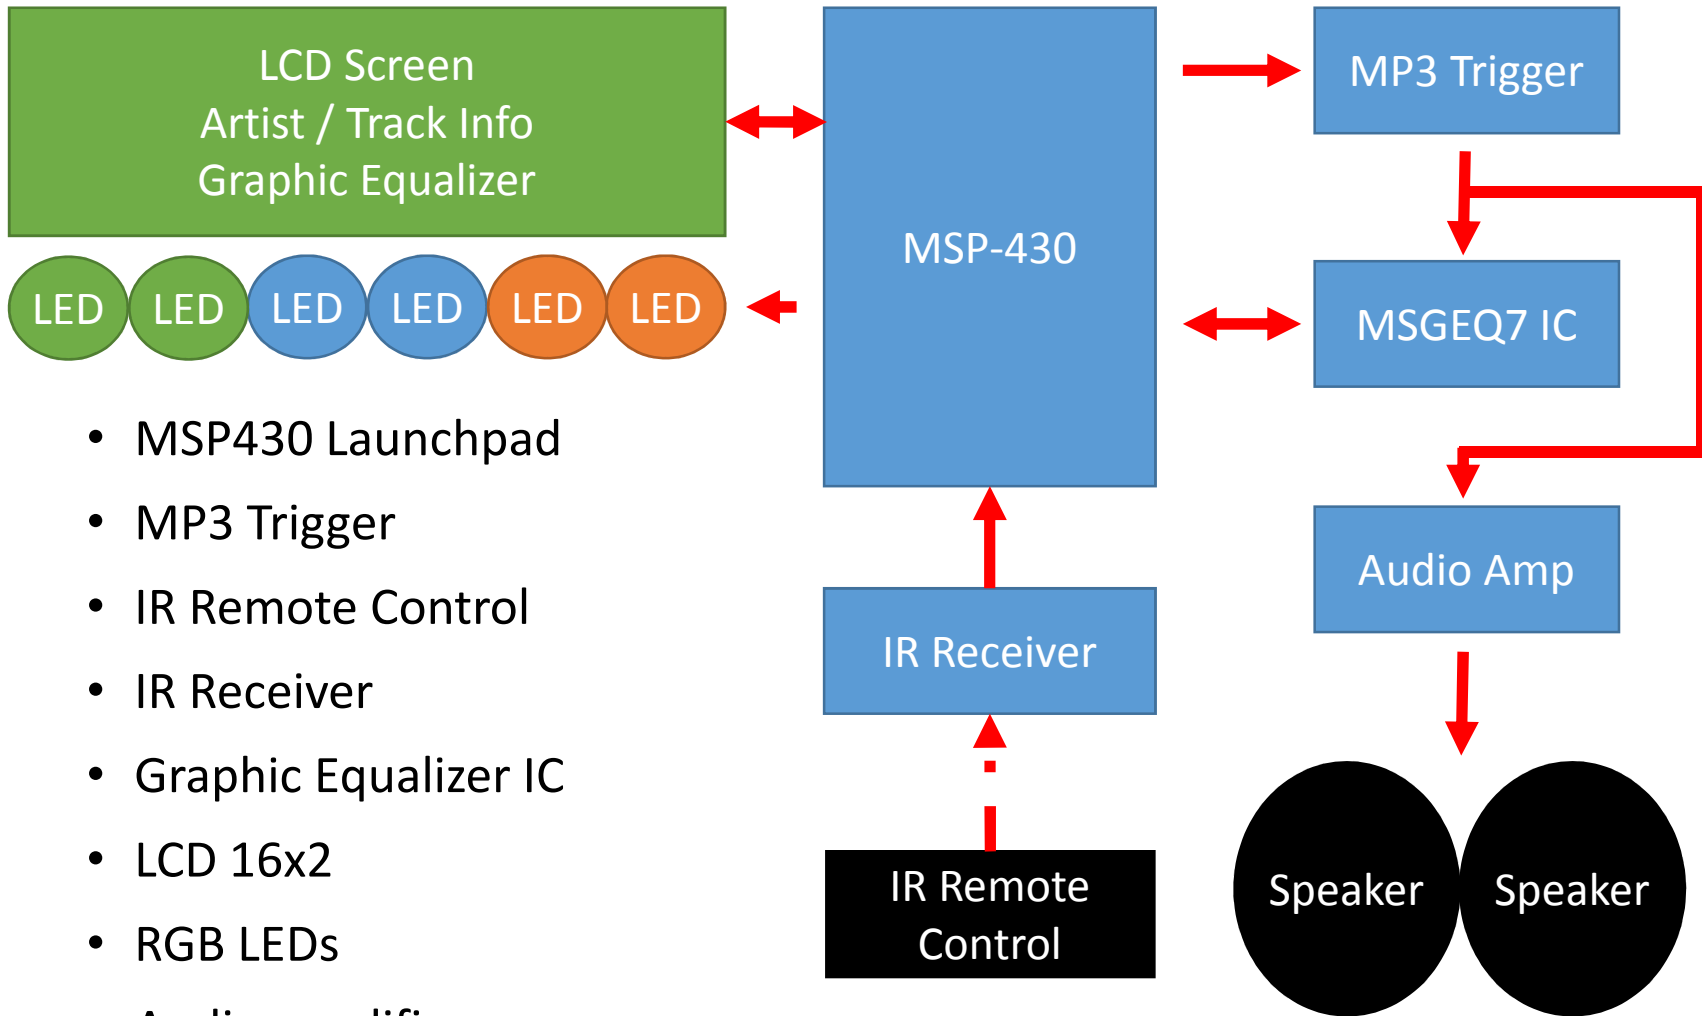 LCD Screen
Artist / Track Info
Graphic Equalizer
LED LED LED LED LED LED
MSP-430
MP3 Trigger
MSGEQ7 IC
Audio Amp
Speaker Speaker
IR Receiver
IR Remote
Control
• MSP430 Launchpad
• MP3 Trigger
• IR Remote Control
• IR Receiver
• Graphic Equalizer IC
• LCD 16x2
• RGB LEDs